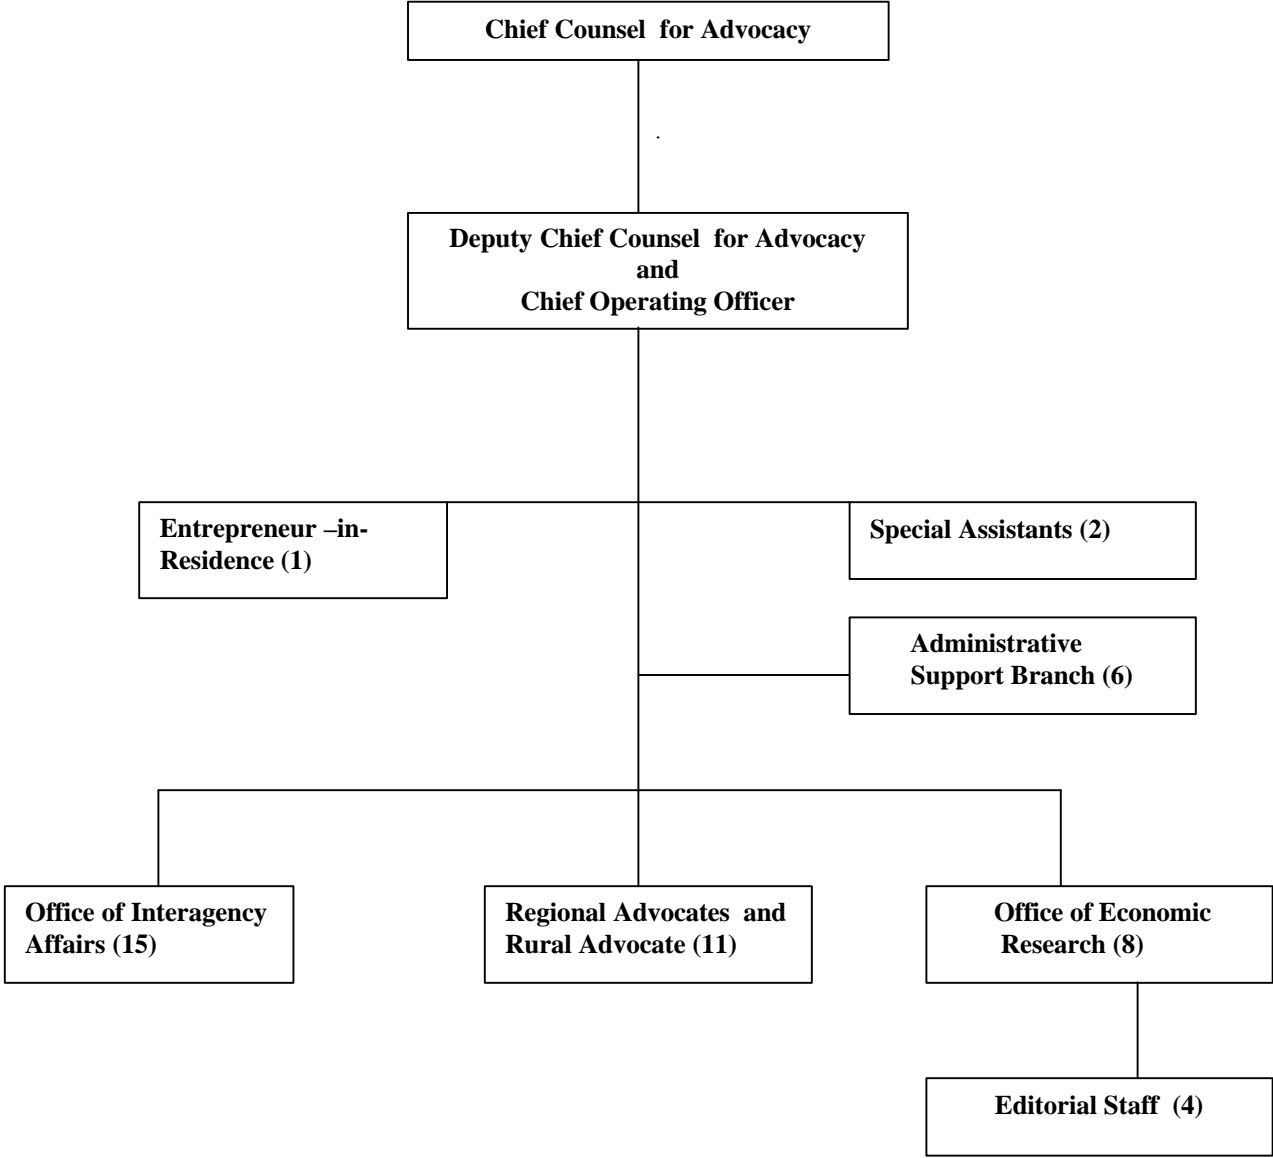 Chief Counsel for Advocacy
Deputy Chief Counsel for Advocacy
and
Chief Operating Officer
Entrepreneur –in-
Residence (1)
Special Assistants (2)
Administrative
Support Branch (6)
Office of Interagency
Affairs (15)
Regional Advocates and
Rural Advocate (11)
Office of Economic
Research (8)
Editorial Staff (4)